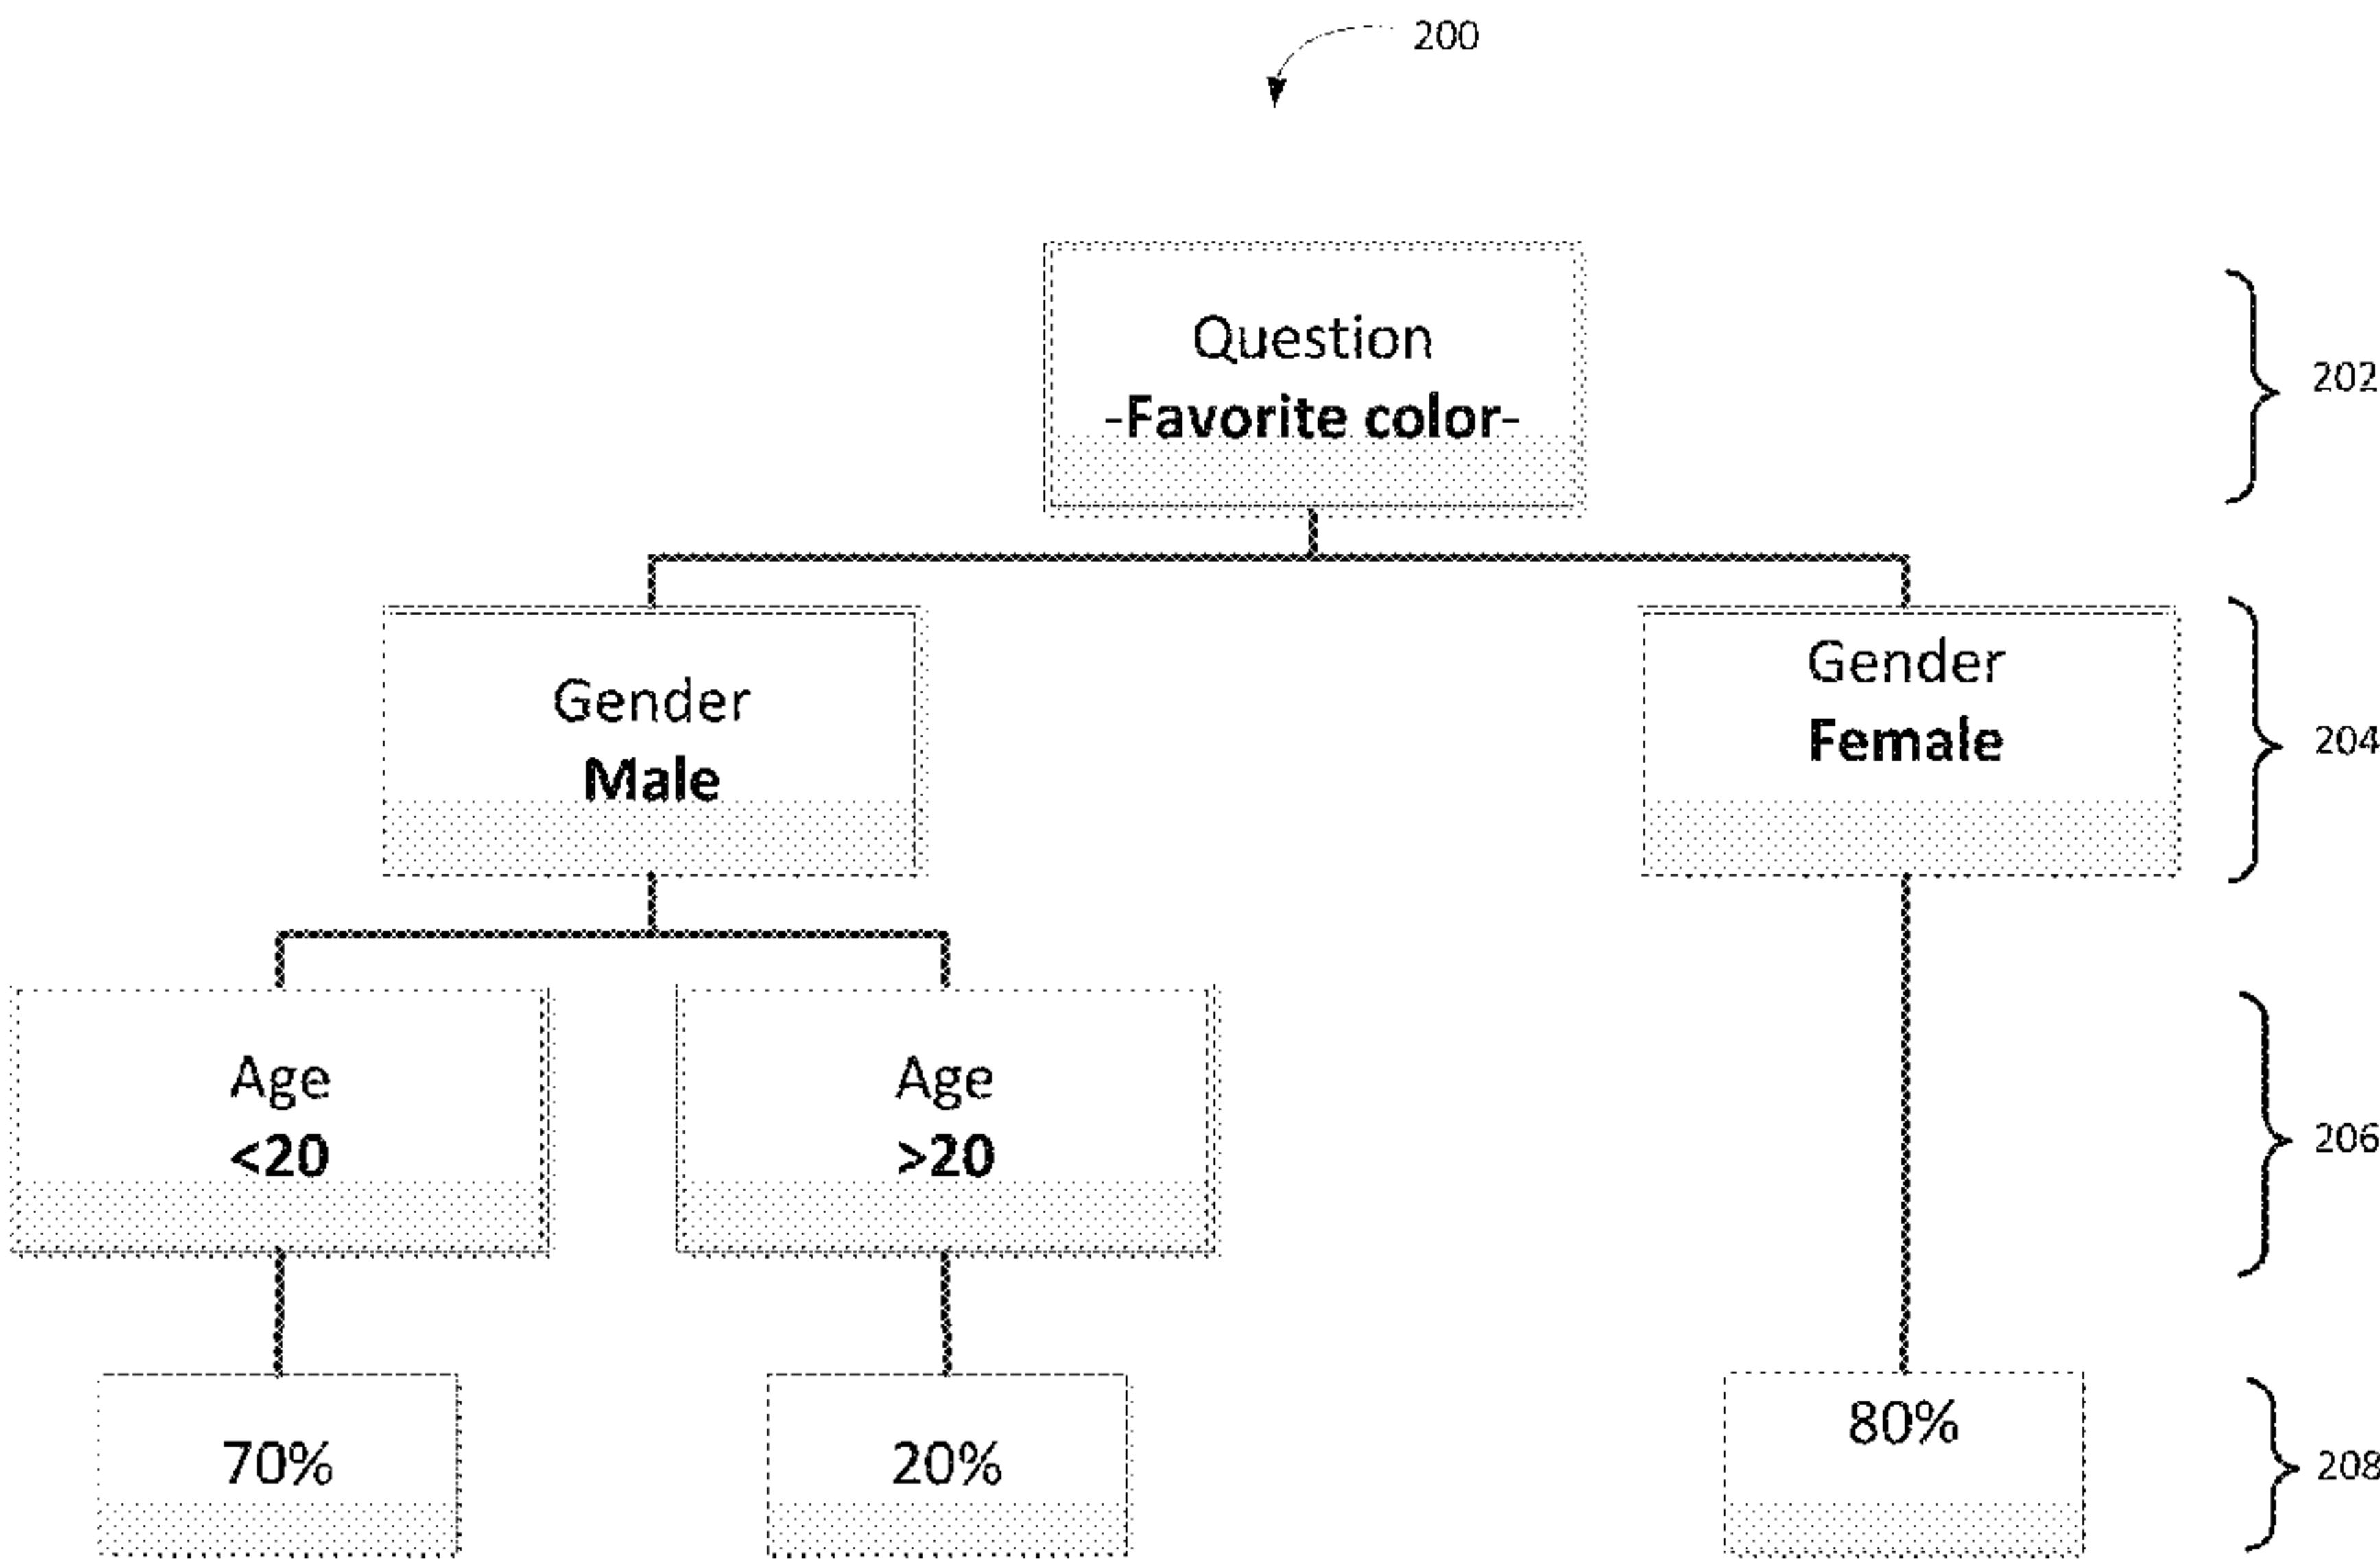 200
Question
-Favorite color-
202
Gender
Male
Gender
Female
204
Age
<20
Age
>20
206
70%
20%
80%
208